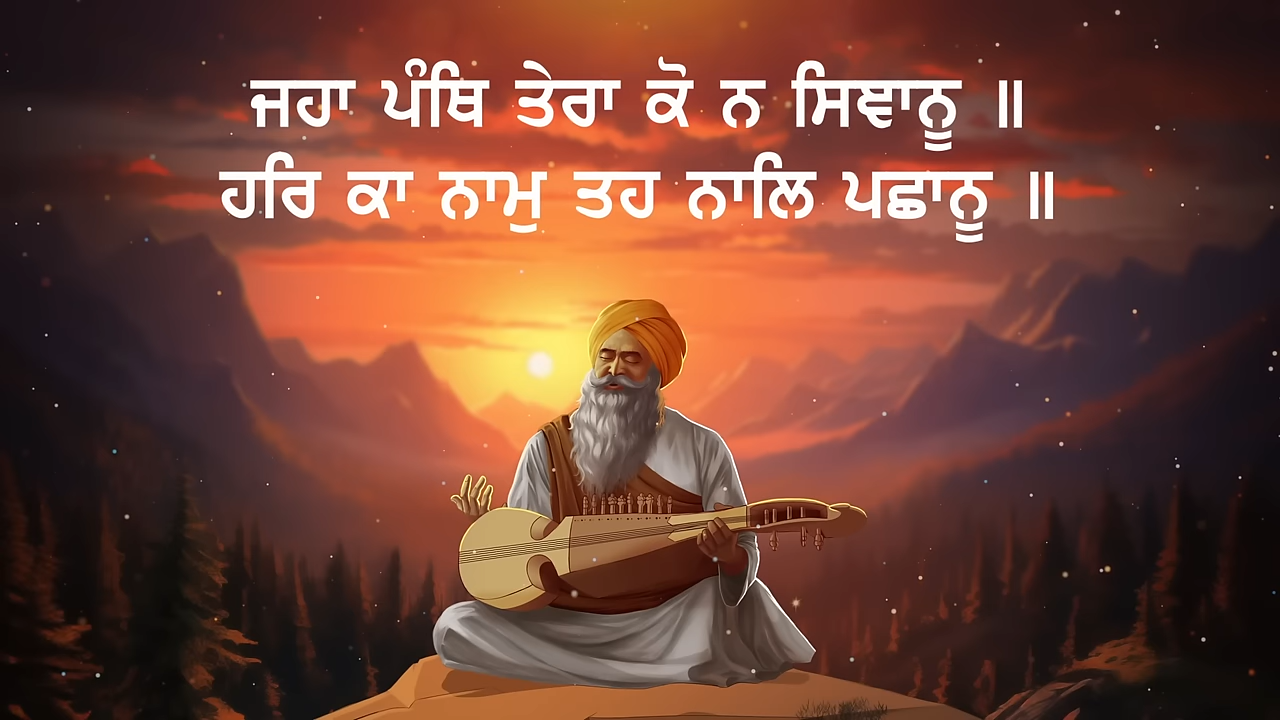 ਜਹਾ ਪੰਥਿ ਤੇਰਾ ਕੋ ਨ ਸਿਞਾਨੂ ॥
ਹਰਿ ਕਾ ਨਾਮੁ ਤਹ ਨਾਲਿ ਪਛਾਨੂ ॥